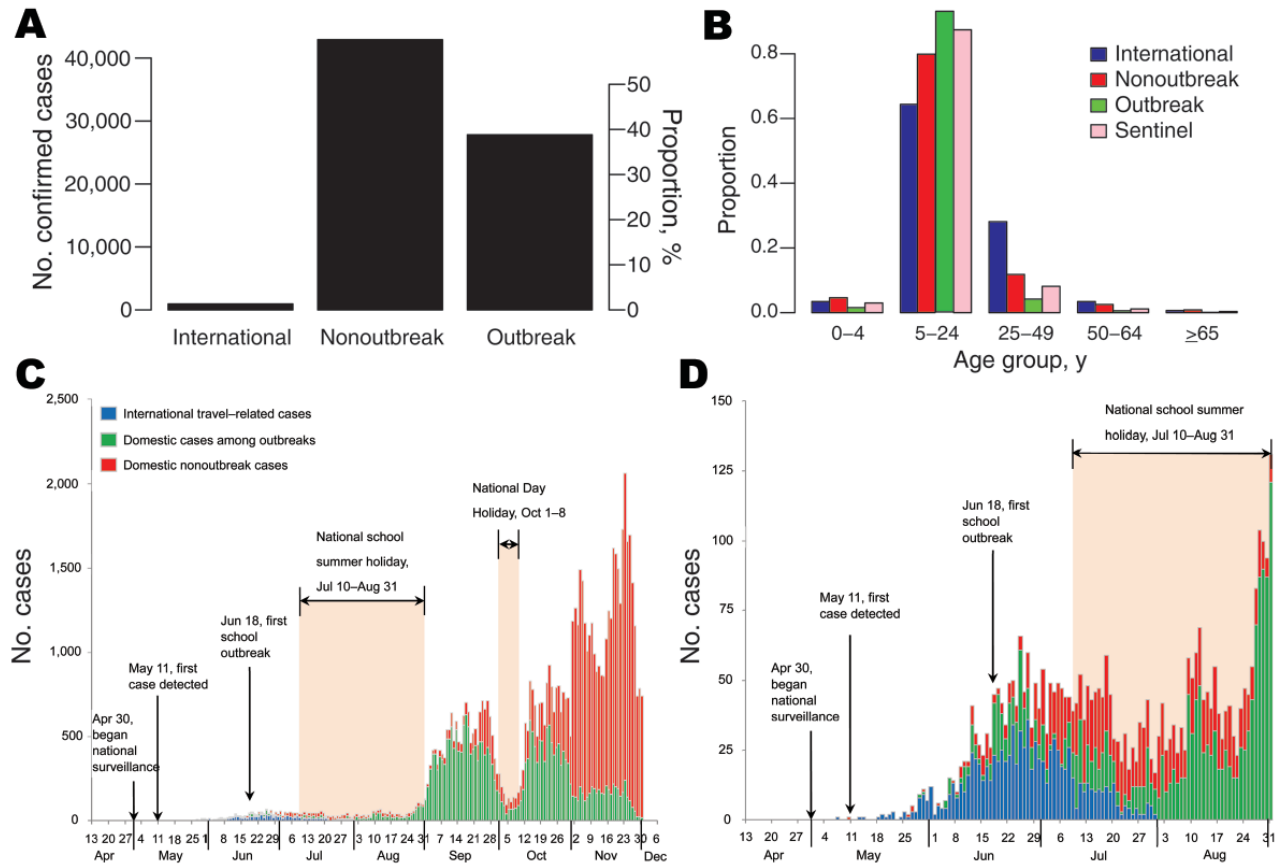 A
No. confirmed cases
40,000
30,000
20,000
10,000
0
50
40
30
20
10
0
Proportion, %
International
Nonoutbreak
Outbreak
B
Proportion
0.8
0.6
0.4
0.2
0.0
International
Nonoutbreak
Outbreak
Sentinel
0–4
5–24
25–49
50–64
≥65
Age group, y
C
No. cases
2,500
2,000
1,500
1,000
500
0
International travel–related cases
Domestic cases among outbreaks
Domestic nonoutbreak cases
Apr 30,
began
national
surveillance
May 11, first
case detected
Jun 18, first
school
outbreak
National school
summer holiday,
Jul 10–Aug 31
National Day
Holiday, Oct 1–8
13 20 27 4 11 18 25 1 8 15 22 29 6 13 20 27 3 10 17 24 31 7 14 21 28 5 12 19 26 2 9 16 23 30 6
Apr May Jun Jul Aug Sep Oct Nov Dec
D
No. cases
150
125
100
75
50
25
0
Apr 30,
began
national
surveillance
May 11, first
case detected
Jun 18, first
school
outbreak
National school summer
holiday, Jul 10–Aug 31
13 20 27 4 11 18 25 1 8 15 22 29 6 13 20 27 3 10 17 24 31
Apr May Jun Jul Aug